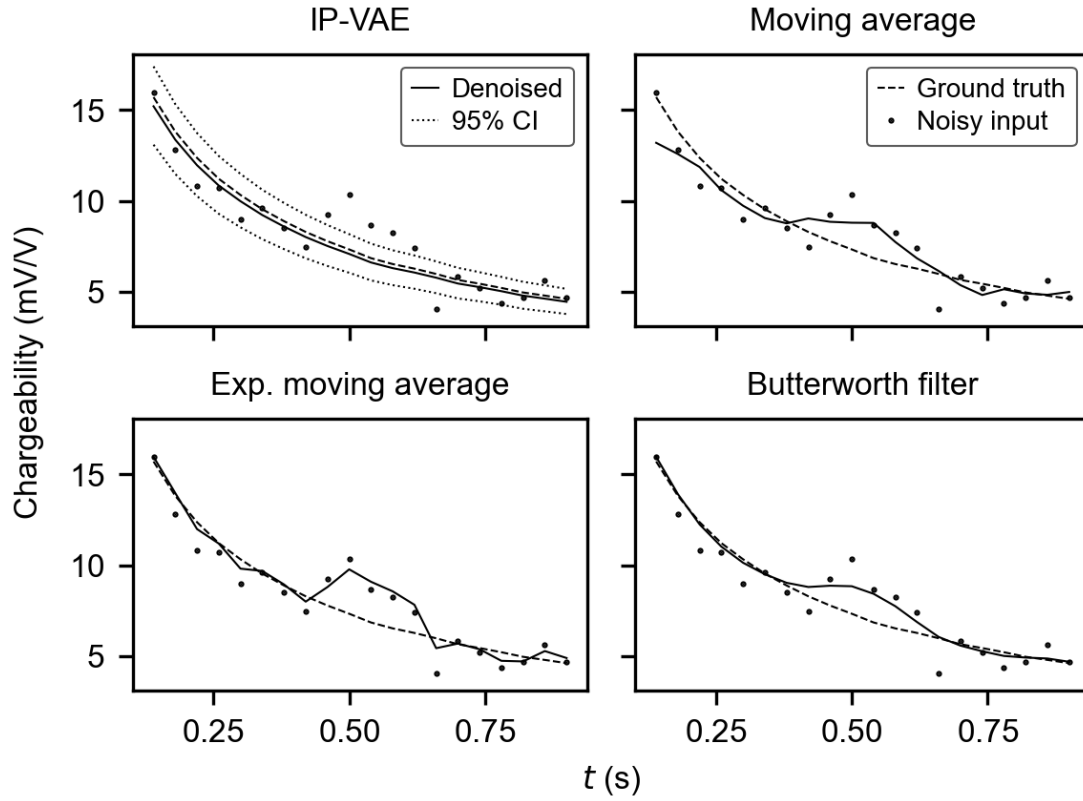 IP-VAE
Moving average
Denoised
95% CI
Ground truth
Noisy input
15
10
5
Chargeability (mV/V)
Exp. moving average
Butterworth filter
15
10
5
0.25
0.50
0.75
0.25
0.50
0.75
t (s)